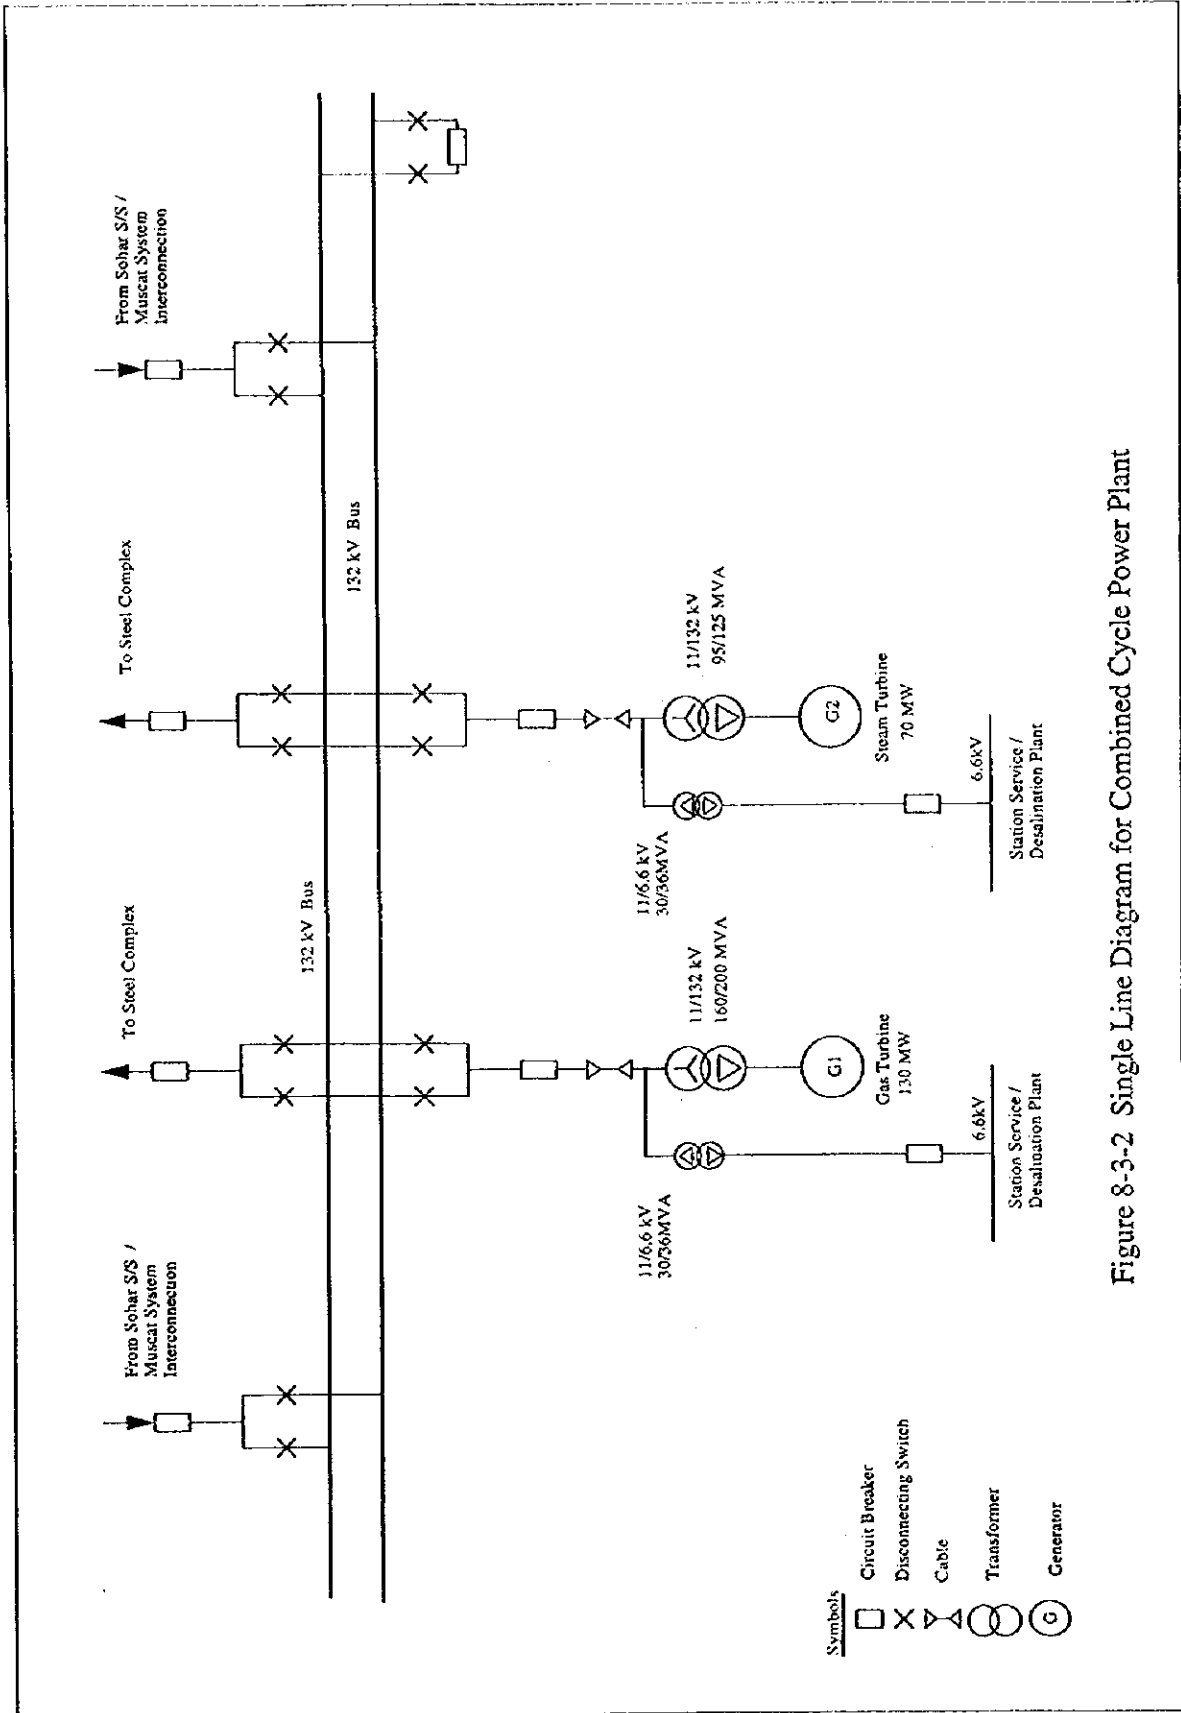 From Sohar S/S /
Muscat System
Interconnection
To Steel Complex
To Steel Complex
From Sohar S/S /
Muscat System
Interconnection
132 kV Bus
132 kV Bus
11/6.6 kV
30/36MVA
11/132 kV
160/200 MVA
11/6.6 kV
30/36MVA
11/132 kV
95/125 MVA
G1
Gas Turbine
130 MW
G2
Steam Turbine
70 MW
6.6kV
Station Service /
Desalination Plant
6.6kV
Station Service /
Desalination Plant
Symbols
Circuit Breaker
Disconnecting Switch
Cable
Transformer
G
Generator
Figure 8-3-2 Single Line Diagram for Combined Cycle Power Plant